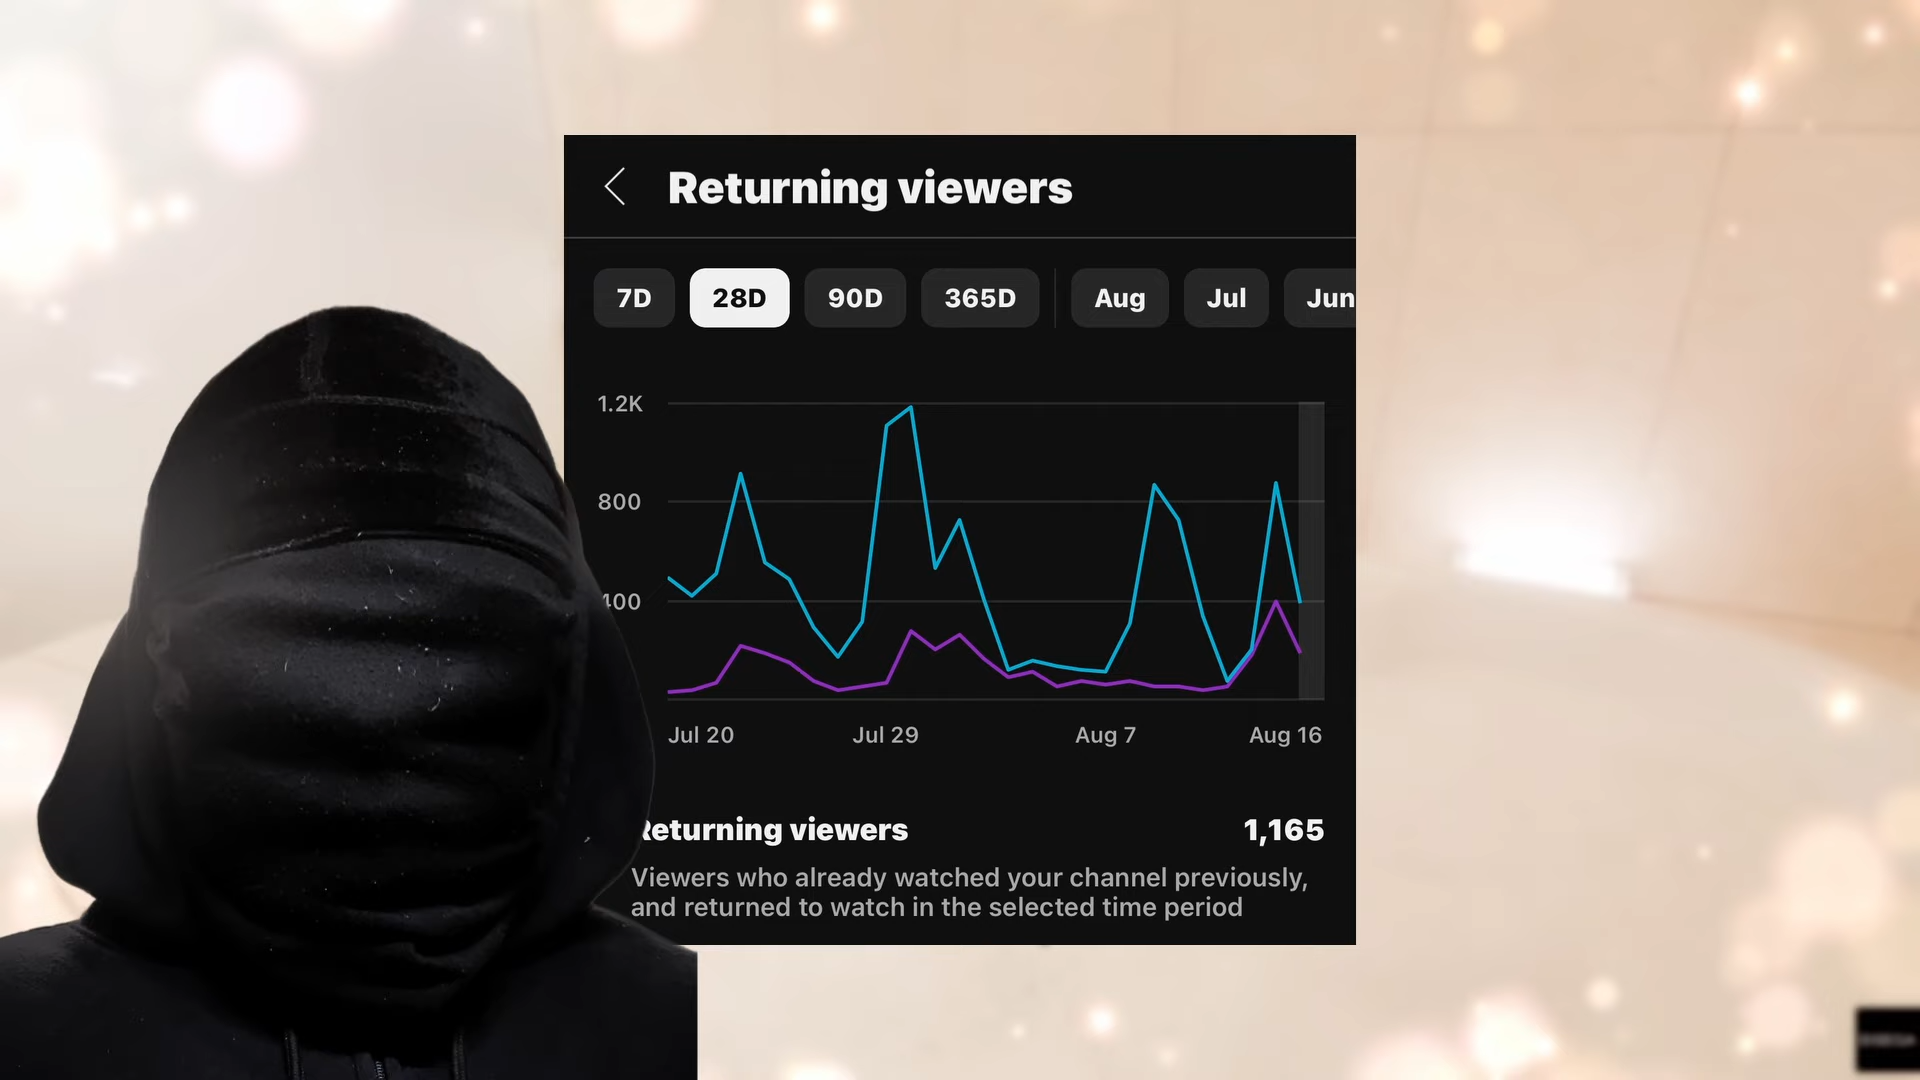 Returning viewers
7D 28D 90D 365D Aug Jul Jun
1.2K
800
400
Jul 20 Jul 29 Aug 7 Aug 16
Returning viewers 1,165
Viewers who already watched your channel previously,
and returned to watch in the selected time period